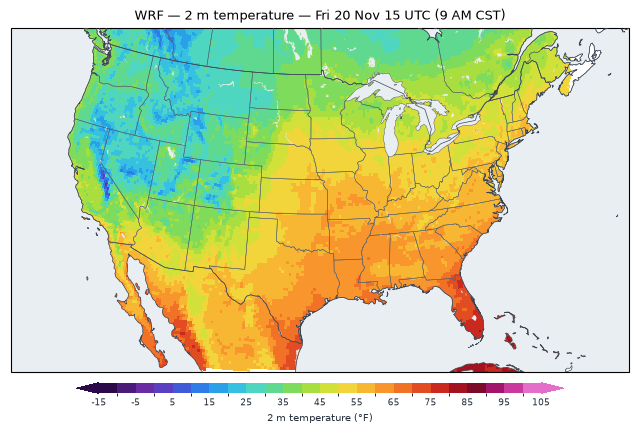 WRF — 2 m temperature — Fri 20 Nov 15 UTC (9 AM CST)
-15 -5 5 15 25 35 45 55 65 75 85 95 105
2 m temperature (°F)